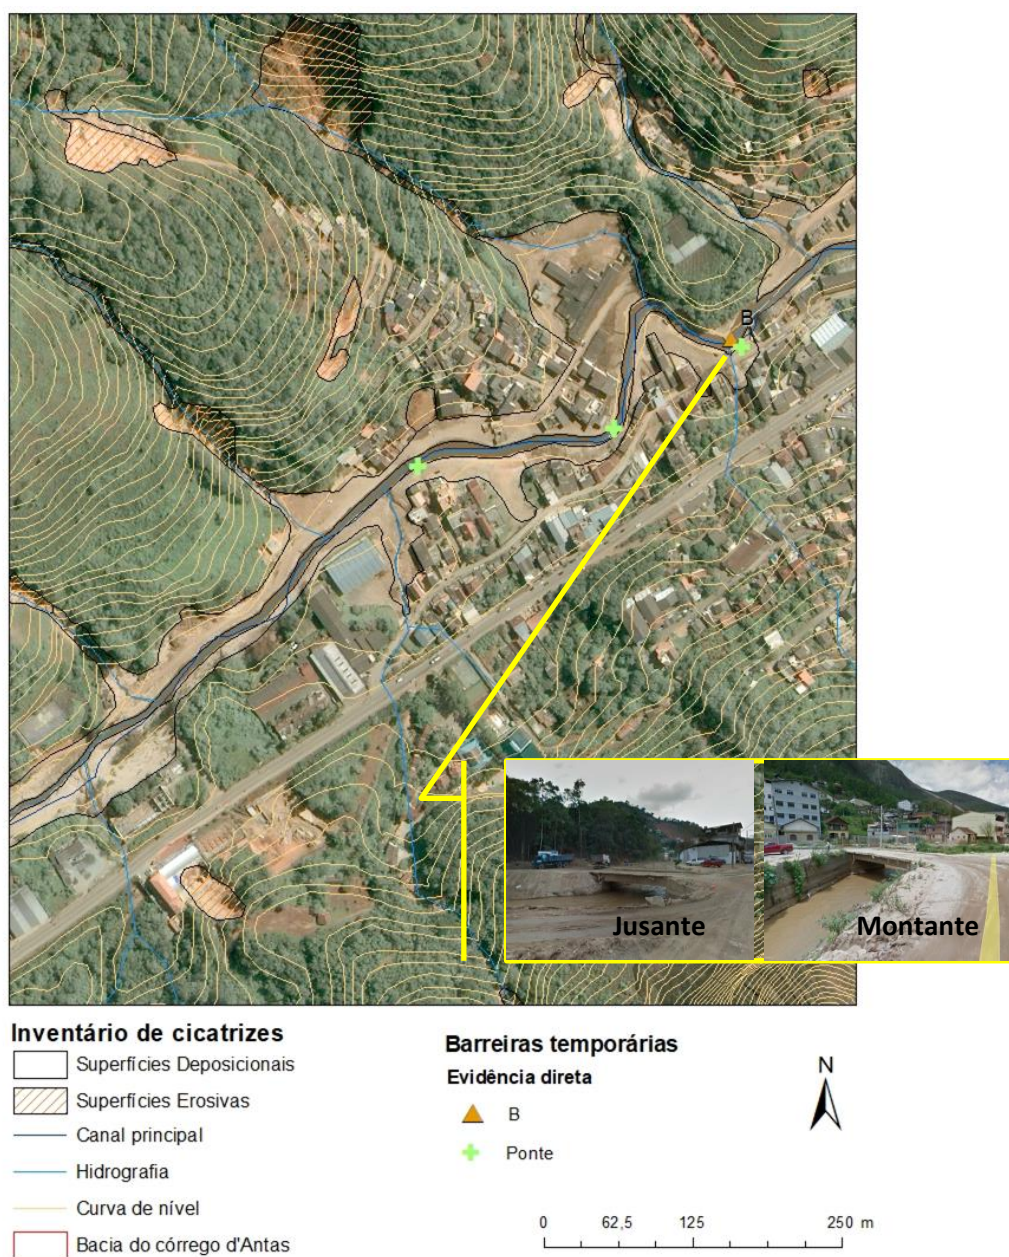 B
Jusante
Montante
Inventário de cicatrizes
Superfícies Deposicionais
Superfícies Erosivas
Canal principal
Hidrografia
Curva de nível
Bacia do córrego d'Antas
Barreiras temporárias
Evidência direta
B
Ponte
N
0 62,5 125 250 m